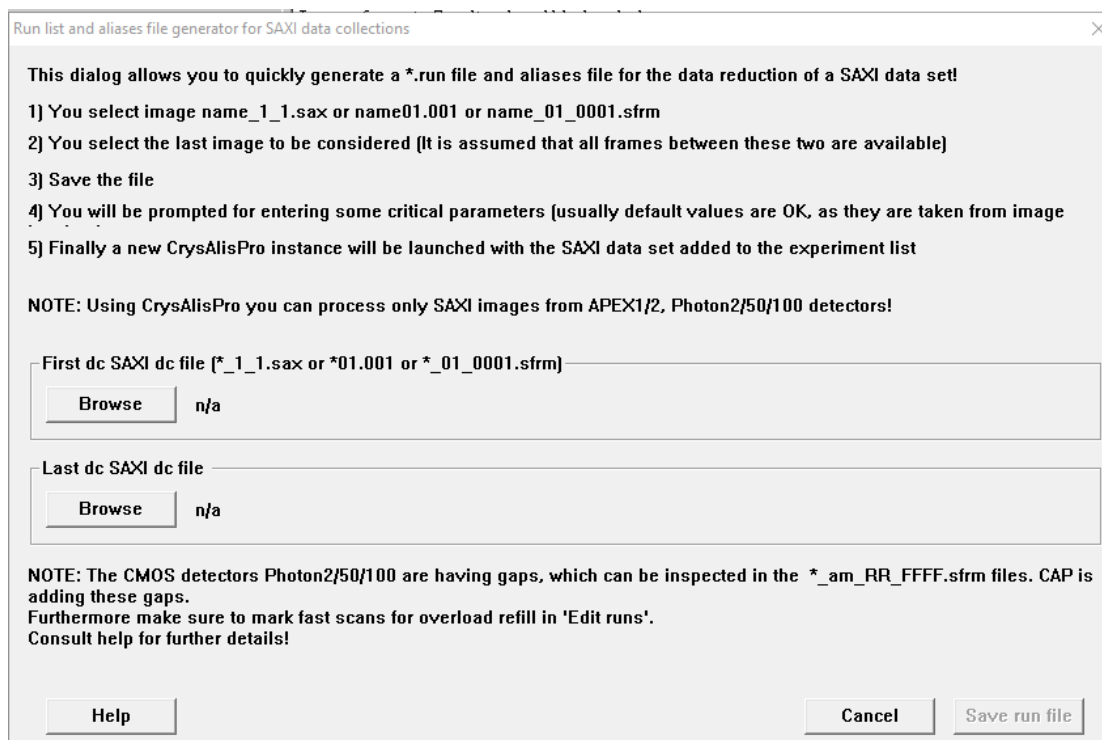 Run list and aliases file generator for SAXI data collections
This dialog allows you to quickly generate a *.run file and aliases file for the data reduction of a SAXI data set!
1) You select image name_1_1.sax or name01.001 or name_01_0001.sfrm
2) You select the last image to be considered (It is assumed that all frames between these two are available)
3) Save the file
4) You will be prompted for entering some critical parameters (usually default values are OK, as they are taken from image
5) Finally a new CrysAlisPro instance will be launched with the SAXI data set added to the experiment list
NOTE: Using CrysAlisPro you can process only SAXI images from APEX1/2, Photon2/50/100 detectors!
First dc SAXI dc file (*_1_1.sax or *01.001 or *_01_0001.sfrm)
Browse n/a
Last dc SAXI dc file
Browse n/a
NOTE: The CMOS detectors Photon2/50/100 are having gaps, which can be inspected in the *_am_RR_FFFF.sfrm files. CAP is
adding these gaps.
Furthermore make sure to mark fast scans for overload refill in 'Edit runs'.
Consult help for further details!
Help Cancel Save run file